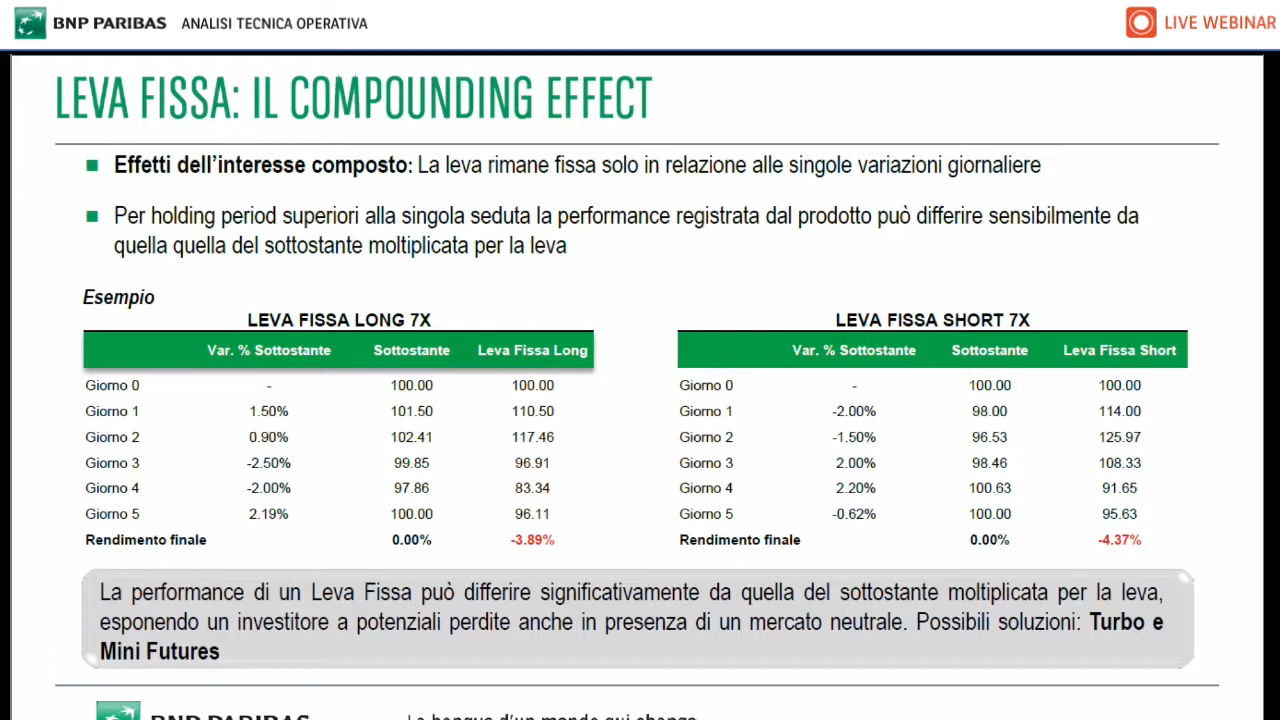 BNP PARIBAS ANALISI TECNICA OPERATIVA
LIVE WEBINAR
LEVA FISSA: IL COMPOUNDING EFFECT
Effetti dell'interesse composto: La leva rimane fissa solo in relazione alle singole variazioni giornaliere
Per holding period superiori alla singola seduta la performance registrata dal prodotto può differire sensibilmente da
quella quella del sottostante moltiplicata per la leva
Esempio
LEVA FISSA LONG 7X
Var. % Sottostante Sottostante Leva Fissa Long
Giorno 0 - 100.00 100.00
Giorno 1 1.50% 101.50 110.50
Giorno 2 0.90% 102.41 117.46
Giorno 3 -2.50% 99.85 96.91
Giorno 4 -2.00% 97.86 83.34
Giorno 5 2.19% 100.00 96.11
Rendimento finale 0.00% -3.89%
LEVA FISSA SHORT 7X
Var. % Sottostante Sottostante Leva Fissa Short
Giorno 0 - 100.00 100.00
Giorno 1 -2.00% 98.00 114.00
Giorno 2 -1.50% 96.53 125.97
Giorno 3 2.00% 98.46 108.33
Giorno 4 2.20% 100.63 91.65
Giorno 5 -0.62% 100.00 95.63
Rendimento finale 0.00% -4.37%
La performance di un Leva Fissa può differire significativamente da quella del sottostante moltiplicata per la leva,
esponendo un investitore a potenziali perdite anche in presenza di un mercato neutrale. Possibili soluzioni: Turbo e
Mini Futures
BNP PARIBAS La banca d'un mondo qui change